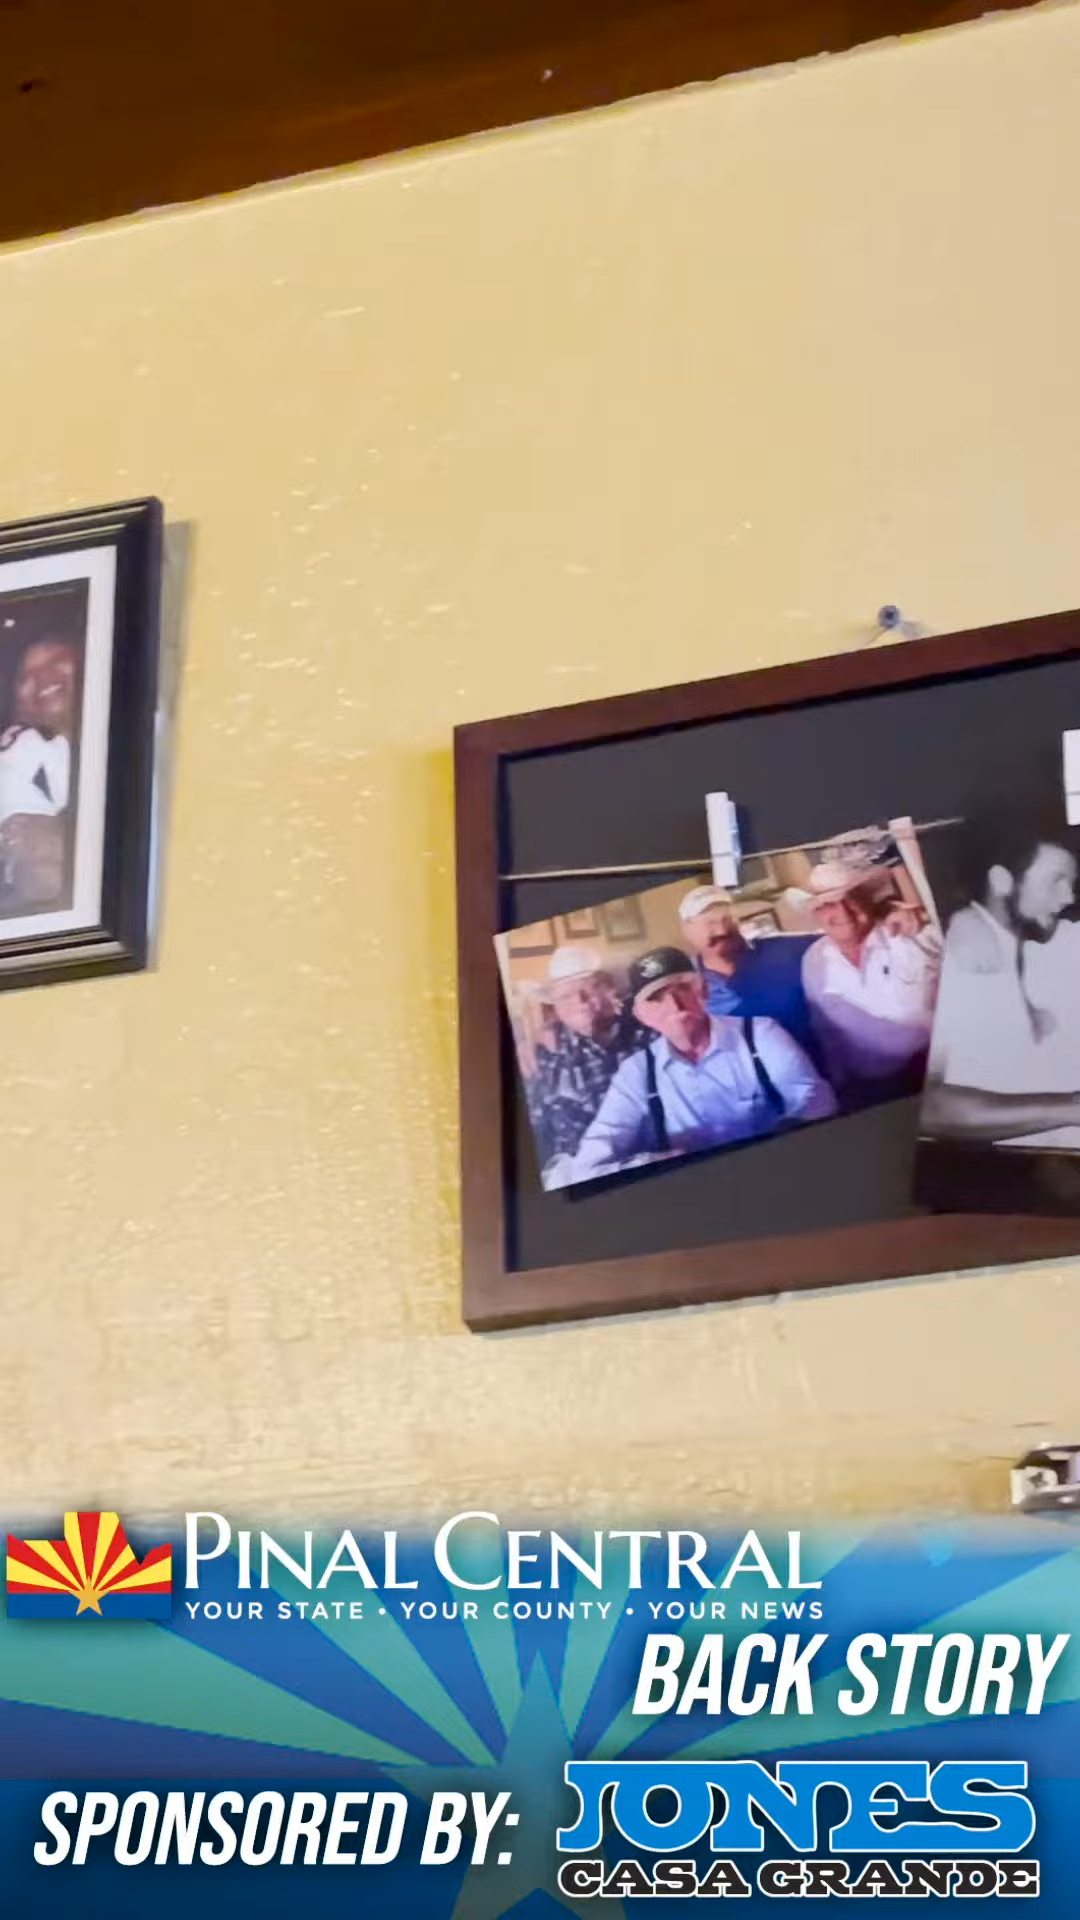 PINAL CENTRAL
YOUR STATE • YOUR COUNTY • YOUR NEWS
BACK STORY
SPONSORED BY:
JONES
CASA GRANDE